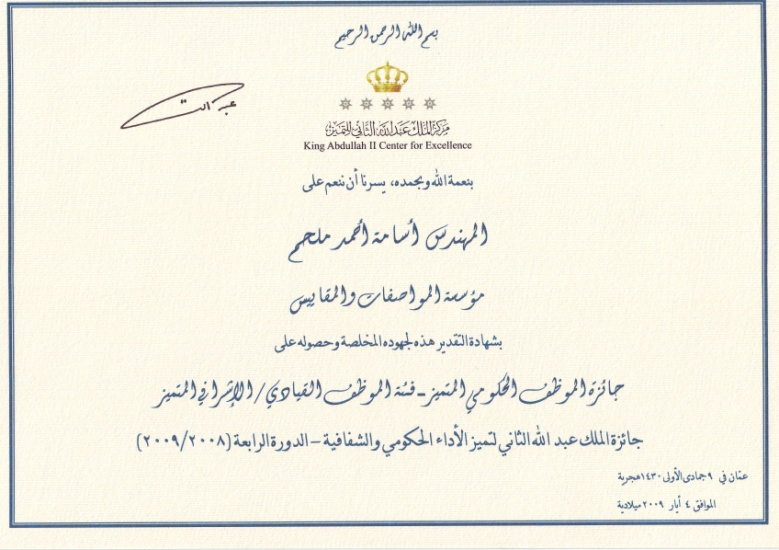 بسم الله الرحمن الرحيم
مركز الملك عبدالله الثاني للتميز
King Abdullah II Center for Excellence
بنعمة الله وبحمده، يسرنا أن ننعم على
المهندس أسامة أحمد ملحم
مؤسسة المواصفات والمقاييس
بشهادة التقدير هذه لجهوده المخلصة وحصوله على
جائزة الموظف الحكومي المتميز - فئة الموظف القيادي / الإشرافي المتميز
جائزة الملك عبد الله الثاني لتميز الأداء الحكومي والشفافية - الدورة الرابعة (٢٠٠٩/٢٠٠٨)
عمّان في ٩ جمادى الأولى ١٤٣٠ هجرية
الموافق ٤ أيار ٢٠٠٩ ميلادية